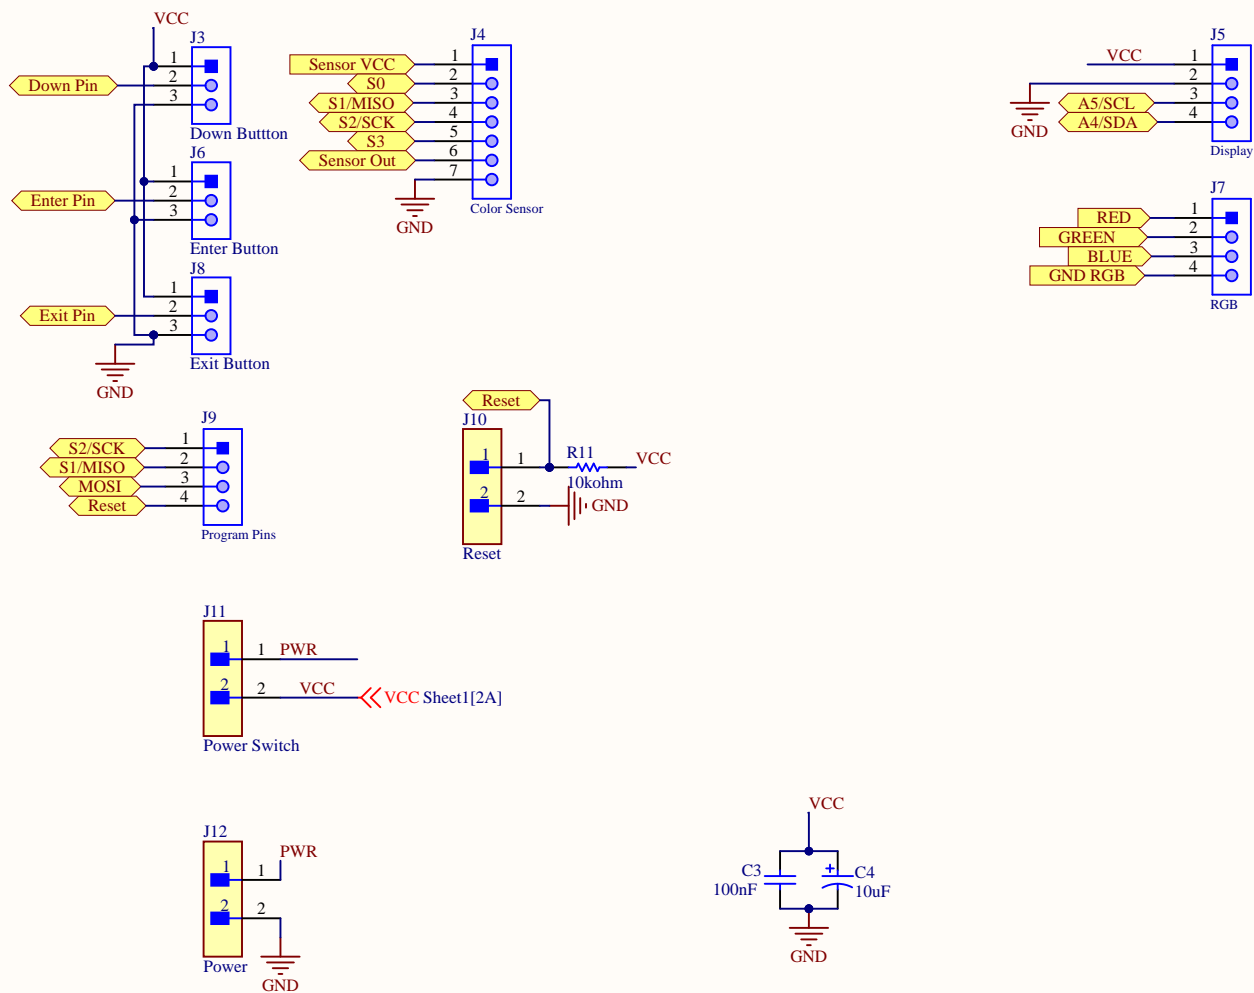 VCC
J3
1
Down Pin
2
3
Down Buttton
J6
1
Enter Pin
2
3
Enter Button
J8
1
Exit Pin
2
3
Exit Button
GND
J4
Sensor VCC
1
S0
2
S1/MISO
3
S2/SCK
4
S3
5
Sensor Out
6
7
GND
Color Sensor
J5
VCC
1
2
GND
A5/SCL
3
A4/SDA
4
Display
J7
RED
1
GREEN
2
BLUE
3
GND RGB
4
RGB
J9
S2/SCK
1
S1/MISO
2
MOSI
3
Reset
4
Program Pins
Reset
J10
1
1
R11
10kohm
VCC
2
2
GND
Reset
J11
1
1
PWR
2
2
VCC
VCC Sheet1[2A]
Power Switch
J12
1
1
PWR
2
2
GND
Power
VCC
C3
100nF
+
C4
10uF
GND